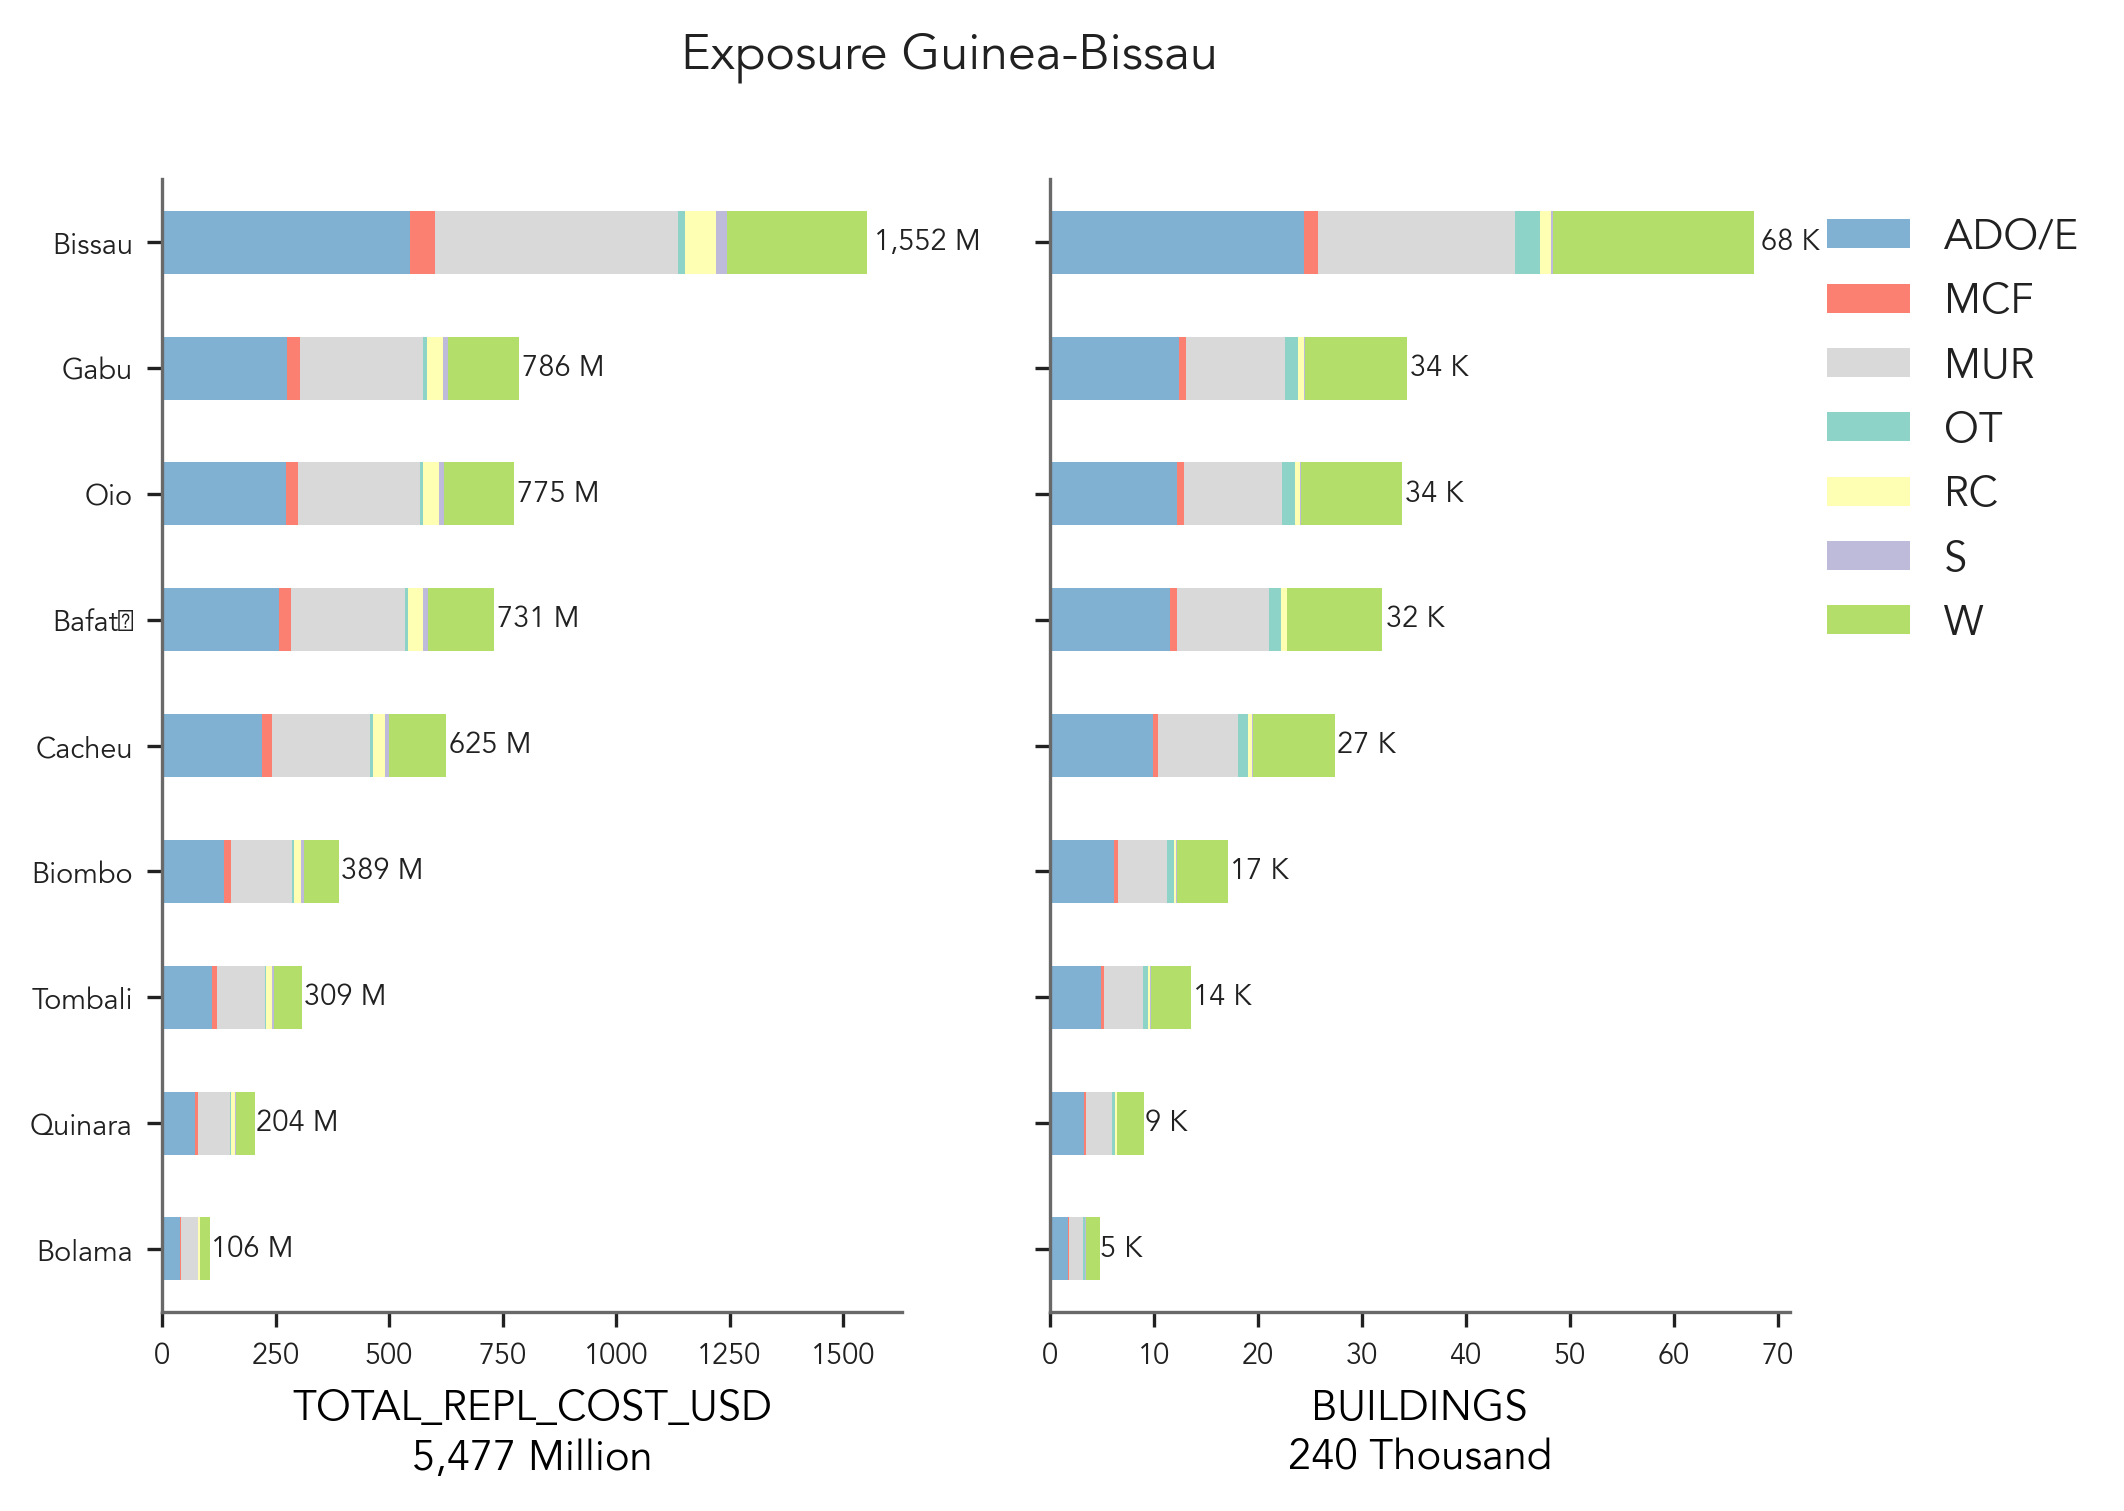 Exposure Guinea-Bissau
Bissau
Gabu
Oio
Bafat
Cacheu
Biombo
Tombali
Quinara
Bolama
1,552 M
786 M
775 M
731 M
625 M
389 M
309 M
204 M
106 M
0 250 500 750 1000 1250 1500
TOTAL_REPL_COST_USD
5,477 Million
68 K
34 K
34 K
32 K
27 K
17 K
14 K
9 K
5 K
0 10 20 30 40 50 60 70
BUILDINGS
240 Thousand
ADO/E
MCF
MUR
OT
RC
S
W